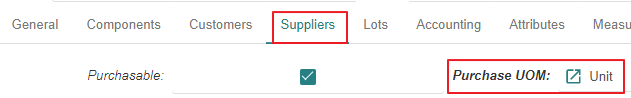 General Components Customers Suppliers Lots Accounting Attributes Measu
Purchasable: Purchase UOM: Unit